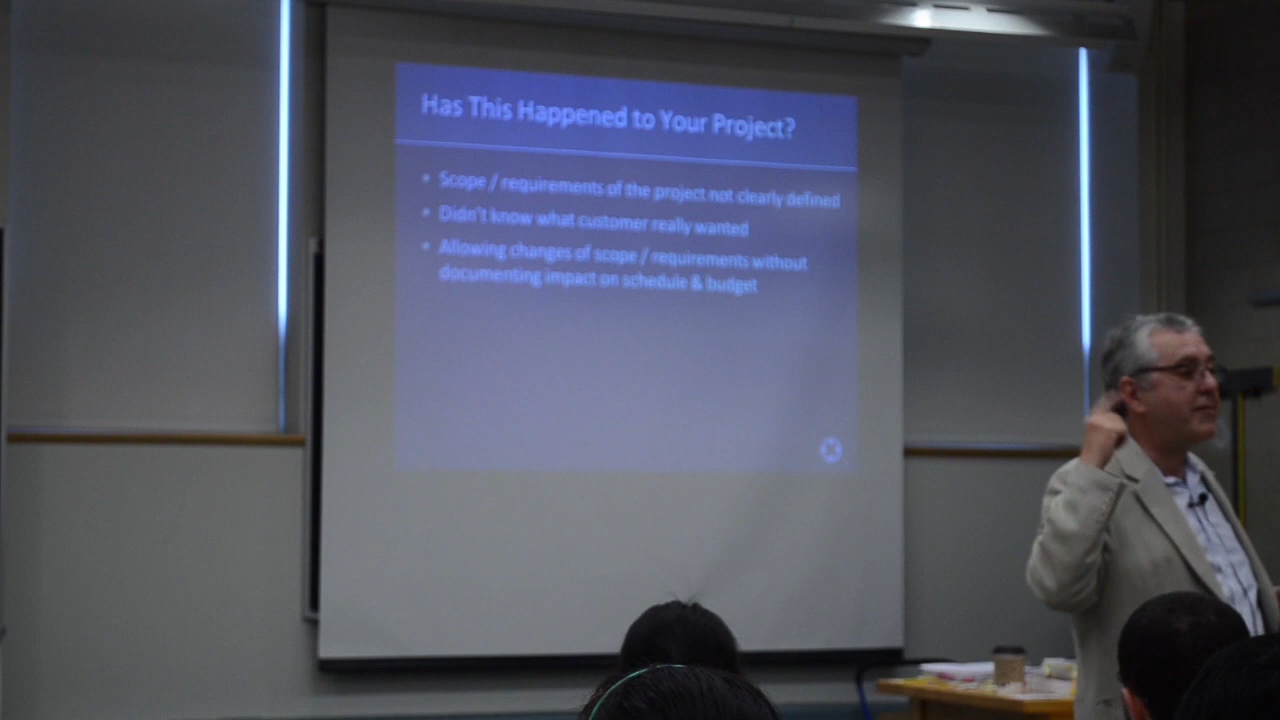 Has This Happened to Your Project?
• Scope / requirements of the project not clearly defined
• Didn't know what customer really wanted
• Allowing changes of scope / requirements without
documenting impact on schedule & budget